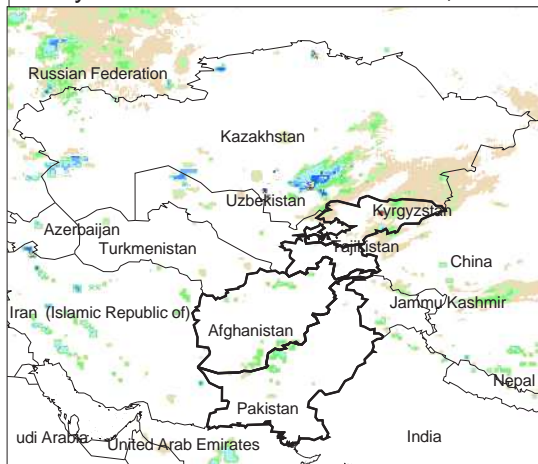 Russian Federation
Kazakhstan
Uzbekistan
Kyrgyzstan
Azerbaijan
Turkmenistan
Tajikistan
China
Jammu Kashmir
Iran (Islamic Republic of)
Afghanistan
Nepal
Pakistan
udi Arabia
United Arab Emirates
India